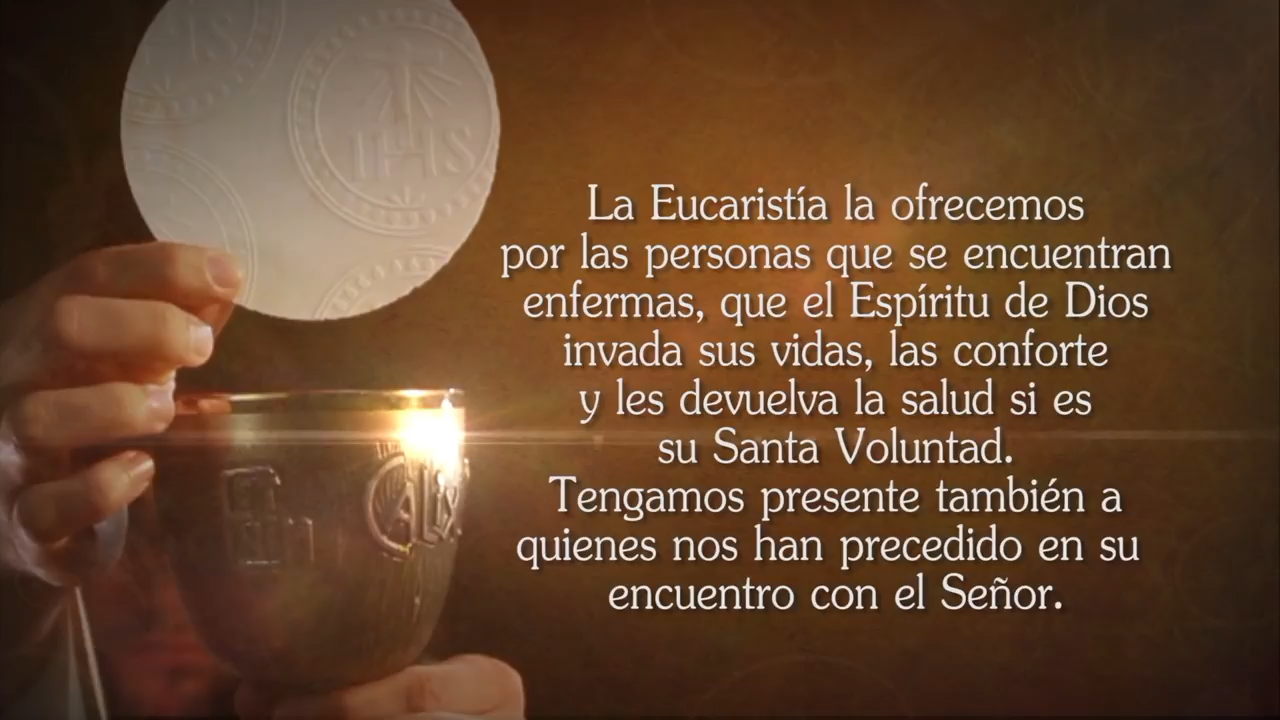 IHS
La Eucaristía la ofrecemos
por las personas que se encuentran
enfermas, que el Espíritu de Dios
invada sus vidas, las conforte
y les devuelva la salud si es
su Santa Voluntad.
Tengamos presente también a
quienes nos han precedido en su
encuentro con el Señor.